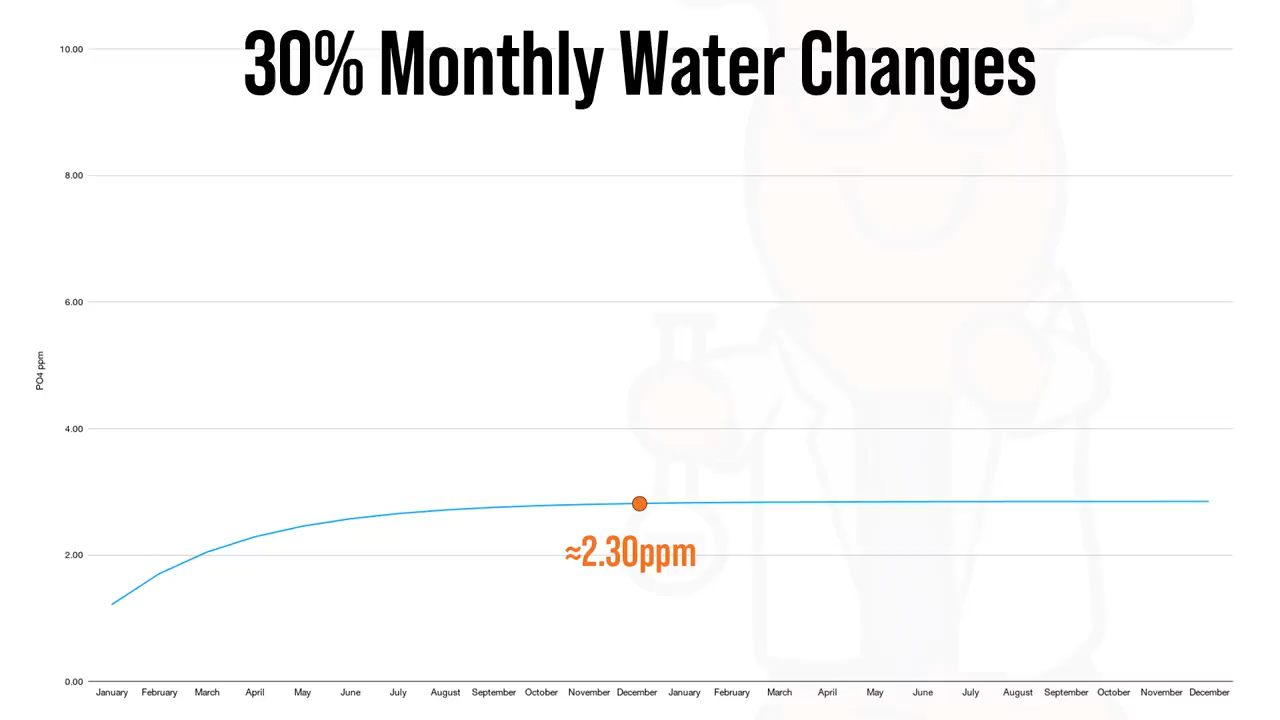 30% Monthly Water Changes
10.00
8.00
6.00
PO4 ppm
4.00
≈2.30ppm
2.00
0.00
January February March April May June July August September October November December January February March April May June July August September October November December